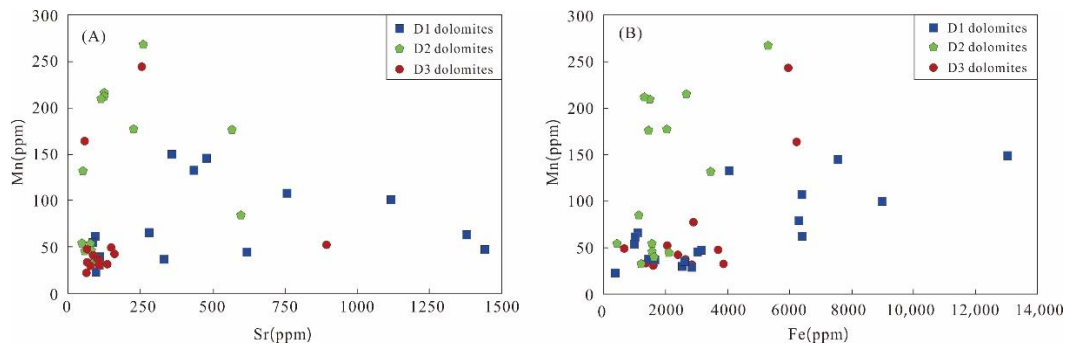 (A)
D1 dolomites
D2 dolomites
D3 dolomites
Mn(ppm)
300
250
200
150
100
50
0
0 250 500 750 1000 1250 1500
Sr(ppm)
(B)
D1 dolomites
D2 dolomites
D3 dolomites
Mn(ppm)
300
250
200
150
100
50
0
0 2000 4000 6000 8000 10,000 12,000 14,000
Fe(ppm)